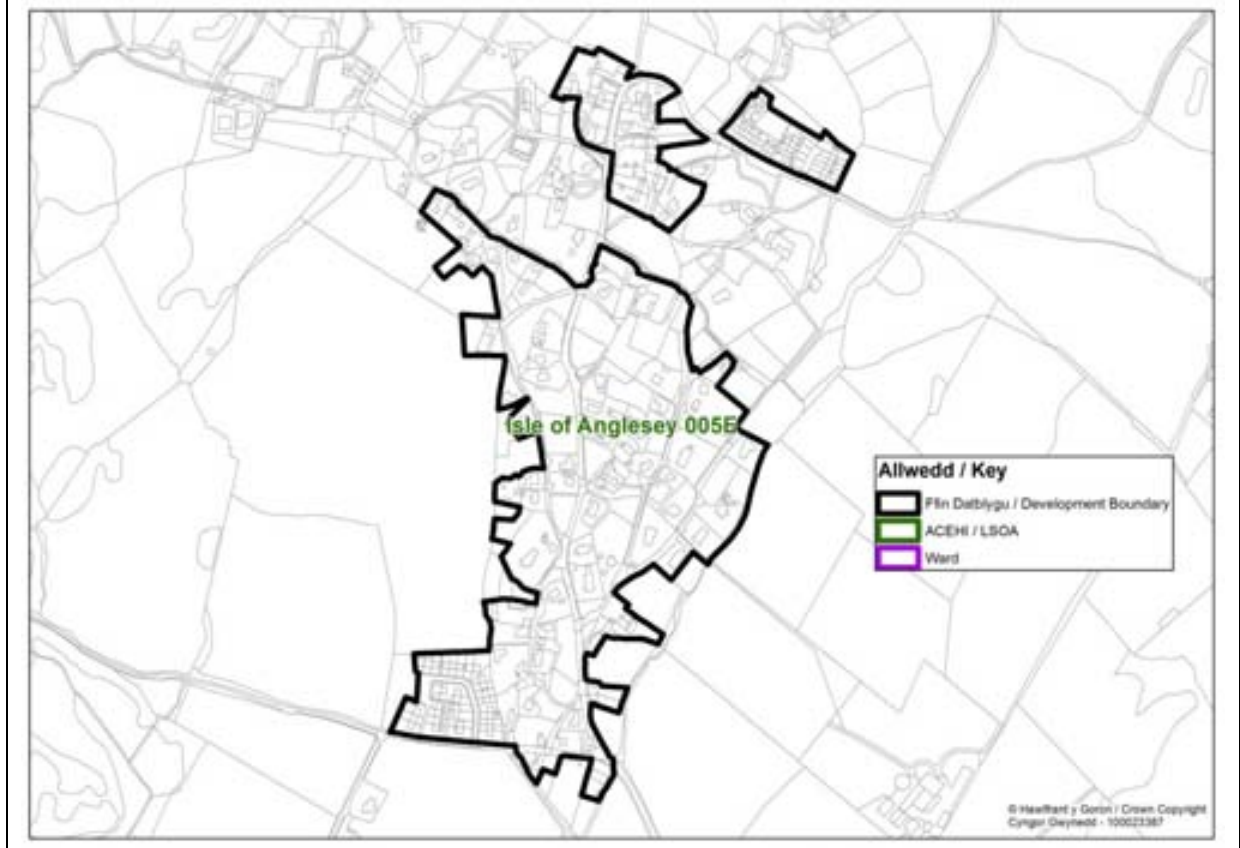 Isle of Anglesey 005E
Allwedd / Key
Ffin Datblygu / Development Boundary
ACEHI / LSOA
Ward
© Hawlfraint y Goron / Crown Copyright
Cyngor Gwynedd - 100023387